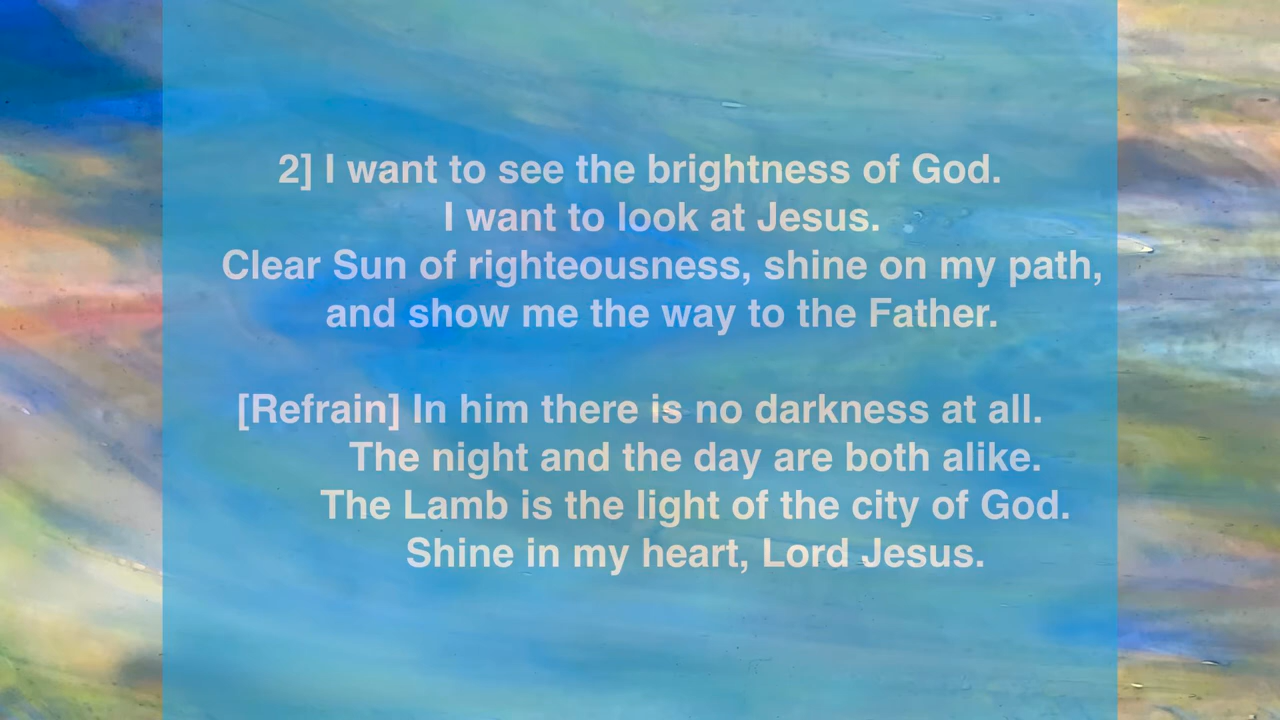 2] I want to see the brightness of God.
I want to look at Jesus.
Clear Sun of righteousness, shine on my path,
and show me the way to the Father.
[Refrain] In him there is no darkness at all.
The night and the day are both alike.
The Lamb is the light of the city of God.
Shine in my heart, Lord Jesus.